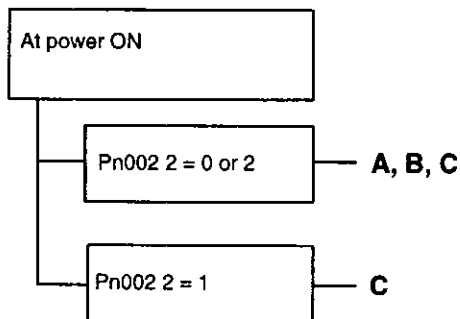 At power ON
Pn002 2 = 0 or 2
A, B, C
Pn002 2 = 1
C